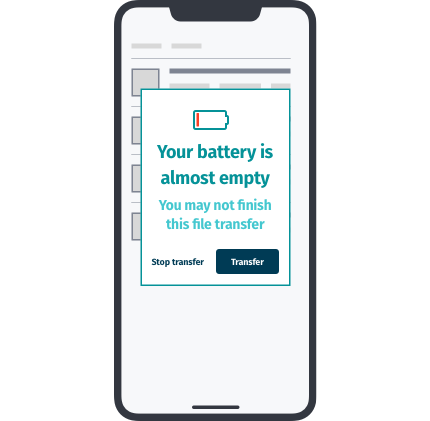 Your battery is
almost empty
You may not finish
this file transfer
Stop transfer
Transfer